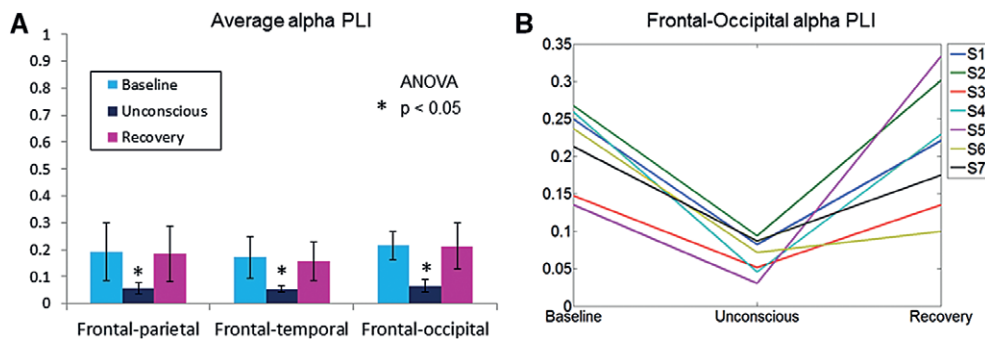 A
Average alpha PLI
1
0.9
0.8
0.7
0.6
0.5
0.4
0.3
0.2
0.1
0
Baseline
Unconscious
Recovery
ANOVA
* p < 0.05
*
*
*
Frontal-parietal
Frontal-temporal
Frontal-occipital
B
Frontal-Occipital alpha PLI
0.35
0.3
0.25
0.2
0.15
0.1
0.05
0
Baseline
Unconscious
Recovery
S1
S2
S3
S4
S5
S6
S7